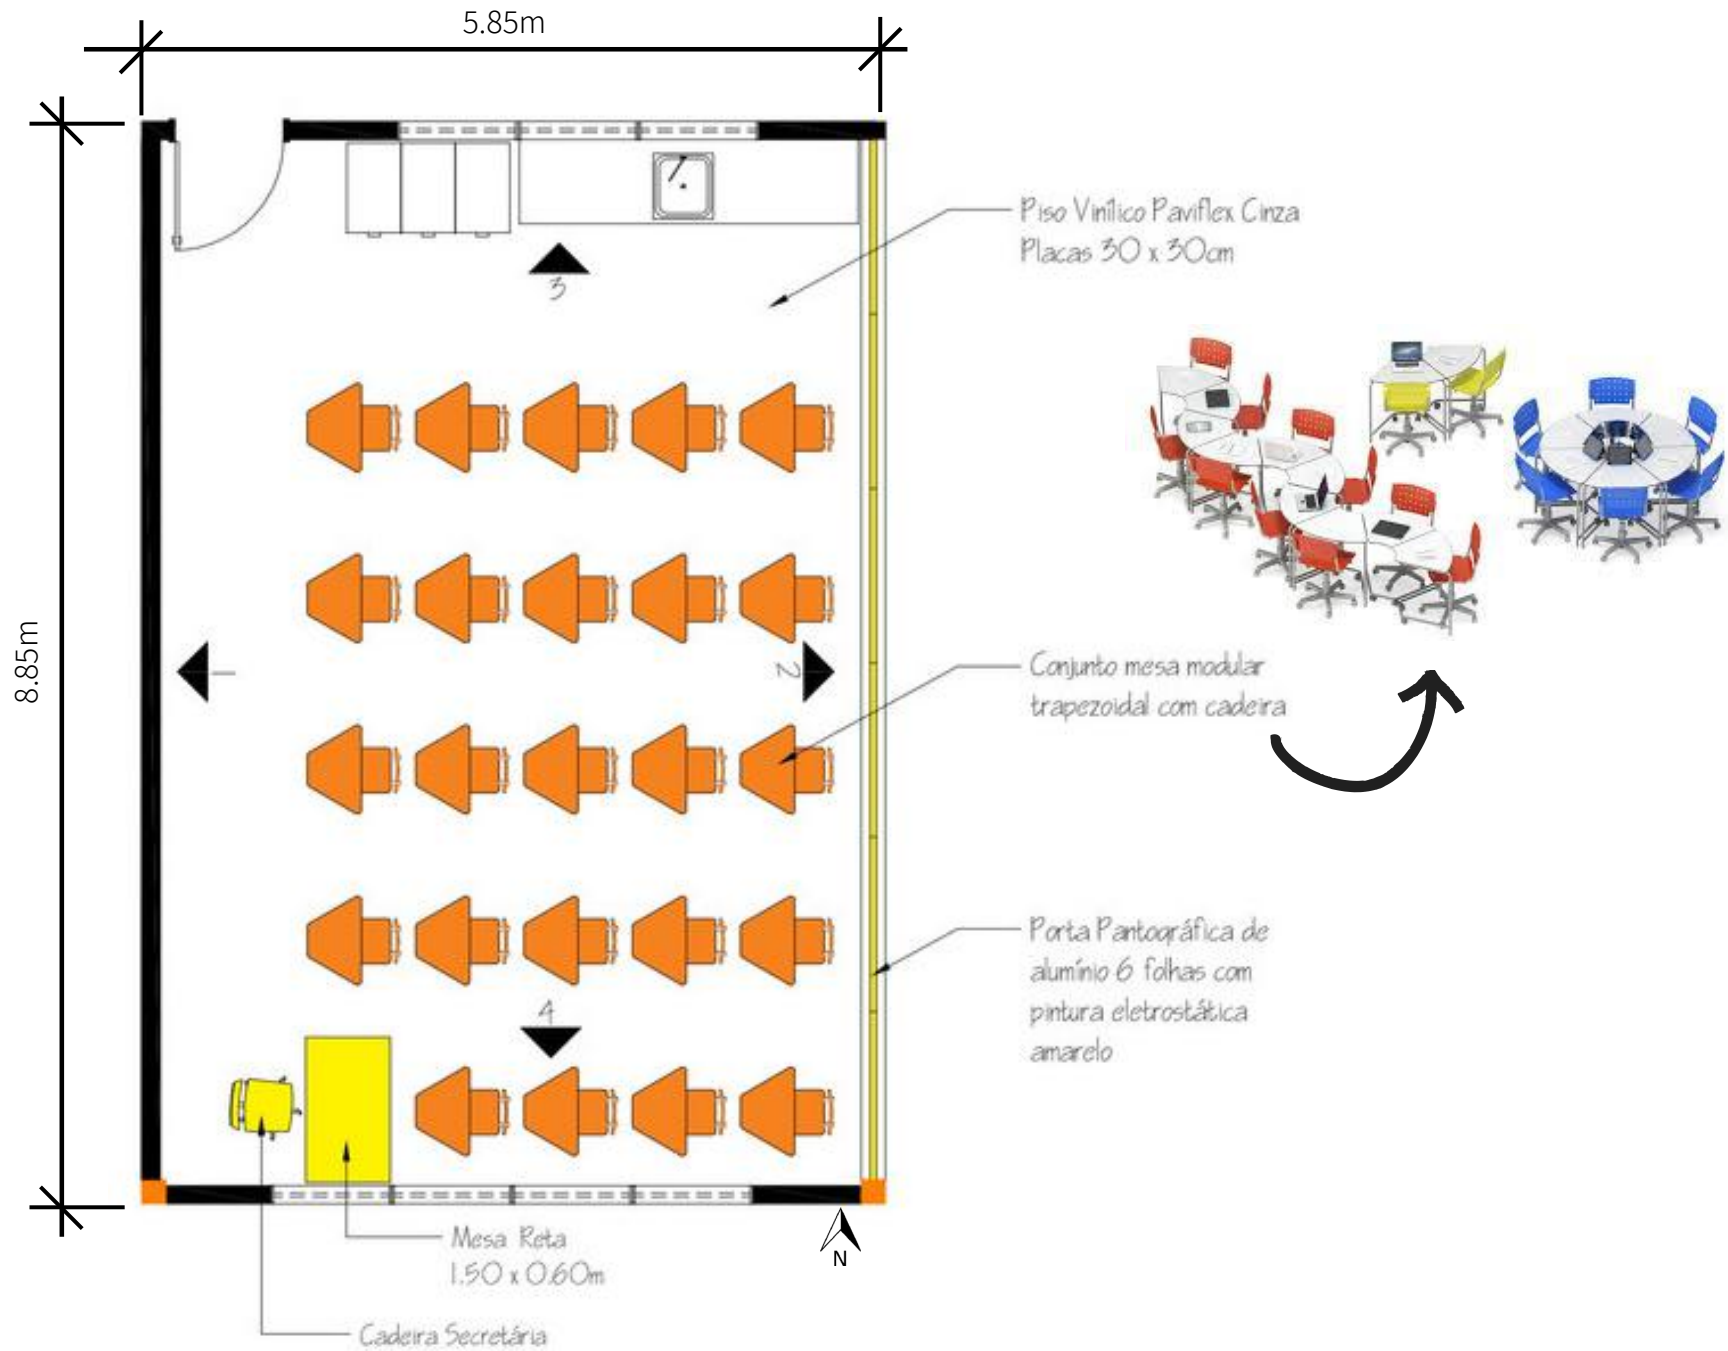 5.85m
8.85m
Piso Vinílico Paviflex Cinza
Placas 30 x 30cm
3
1
2
Conjunto mesa modular
trapezoidal com cadeira
Porta Pantográfica de
alumínio 6 folhas com
pintura eletrostática
amarelo
4
N
Mesa Reta
1.50 x 0.60m
Cadeira Secretária